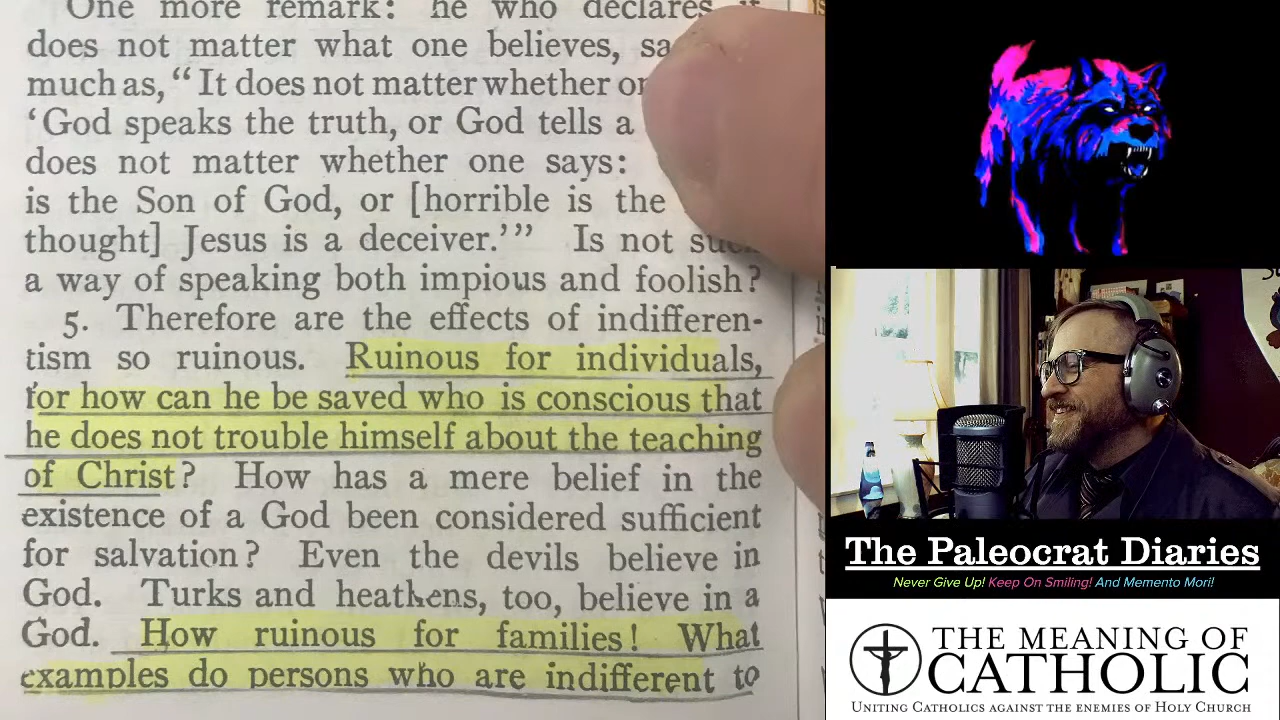 One more remark: he who declares it
does not matter what one believes,
much as, “It does not matter whether
‘God speaks the truth, or God tells a
does not matter whether one says:
is the Son of God, or [horrible is the
thought] Jesus is a deceiver.’” Is not such
a way of speaking both impious and foolish?
5. Therefore are the effects of indifferen-
tism so ruinous. Ruinous for individuals,
for how can he be saved who is conscious that
he does not trouble himself about the teaching
of Christ? How has a mere belief in the
existence of a God been considered sufficient
for salvation? Even the devils believe in
God. Turks and heathens, too, believe in a
God. How ruinous for families! What
examples do persons who are indifferent to
The Paleocrat Diaries
Never Give Up! Keep On Smiling! And Memento Mori!
THE MEANING OF
CATHOLIC
UNITING CATHOLICS AGAINST THE ENEMIES OF HOLY CHURCH